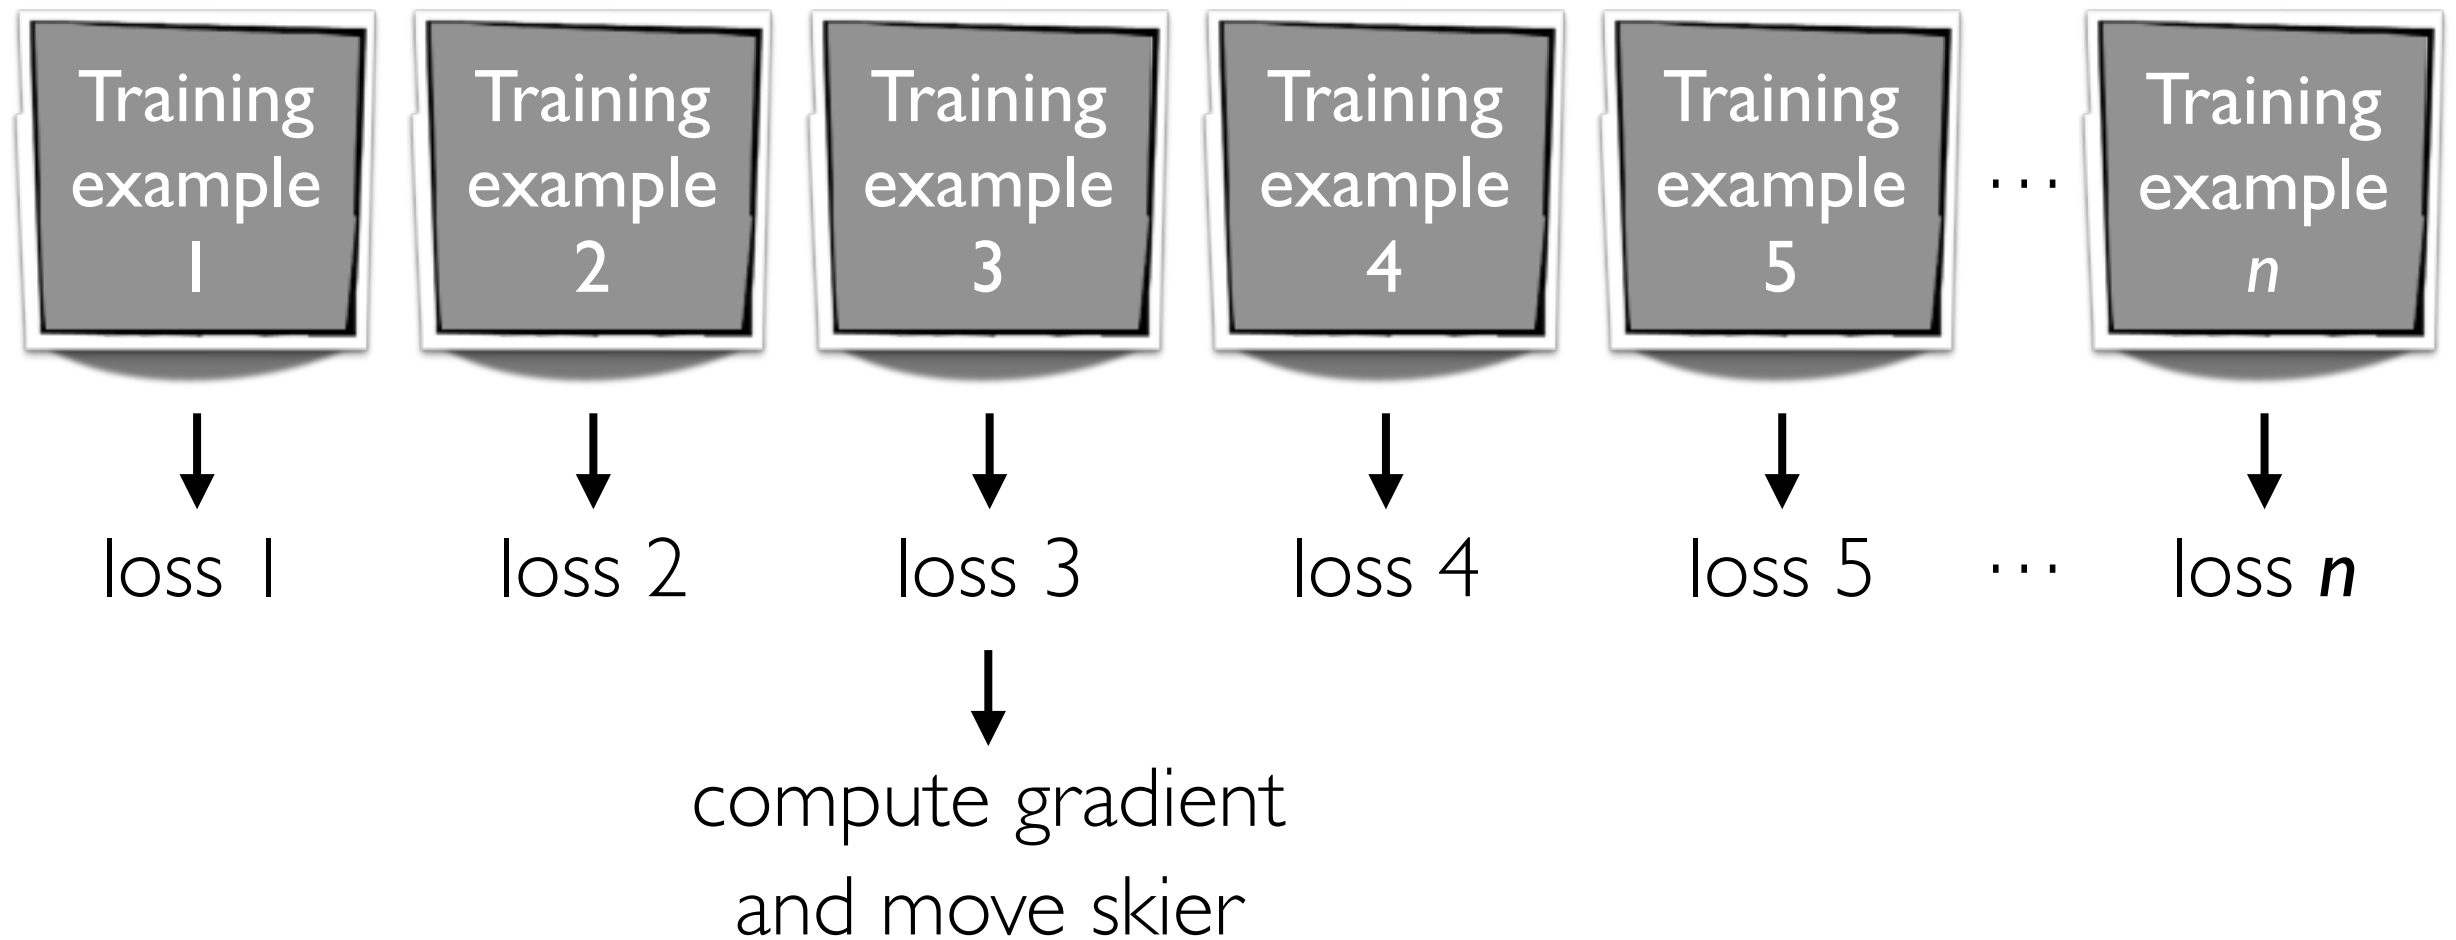 Training
example
1
Training
example
2
Training
example
3
Training
example
4
Training
example
5
...
Training
example
n
loss 1
loss 2
loss 3
loss 4
loss 5
...
loss n
compute gradient
and move skier